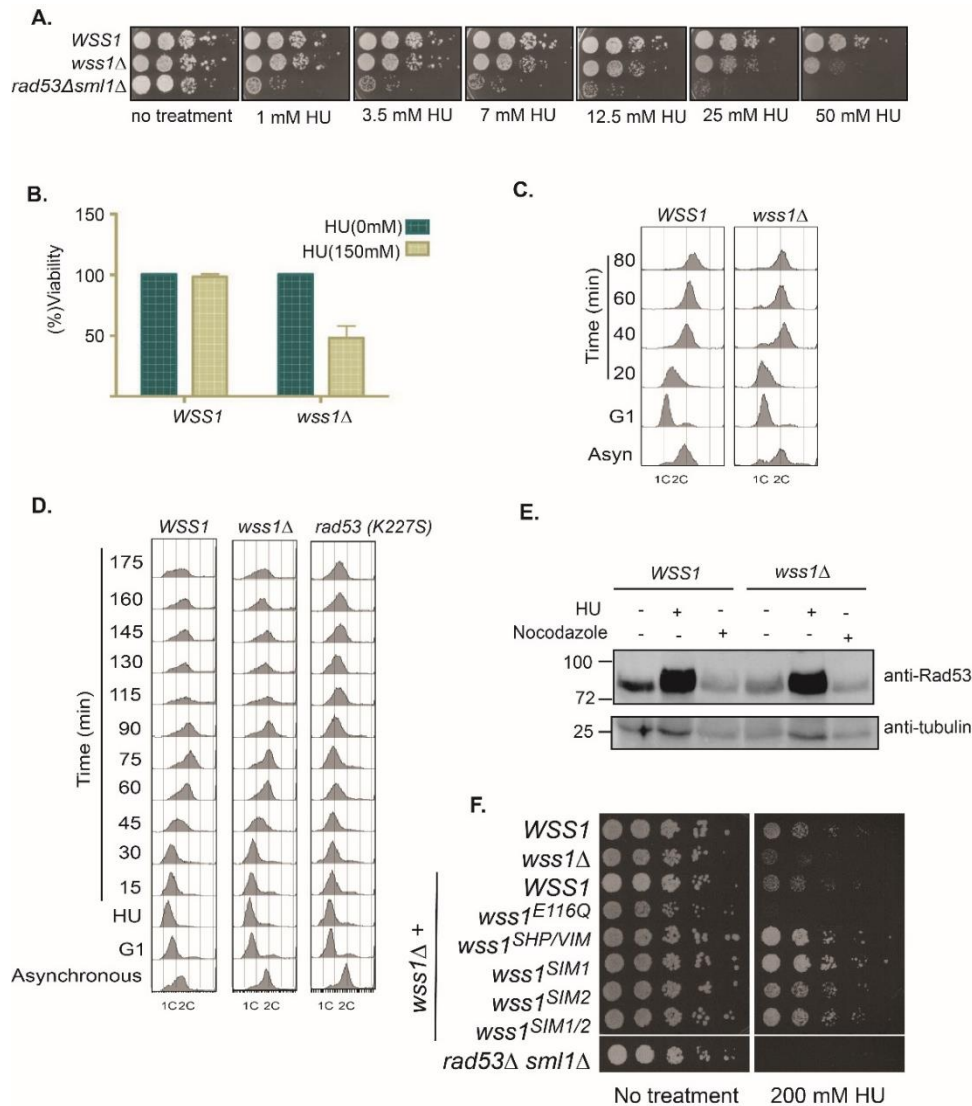 A.
WSS1
wss1Δ
rad53Δsml1Δ
no treatment
1 mM HU
3.5 mM HU
7 mM HU
12.5 mM HU
25 mM HU
50 mM HU
B.
150
100
50
(%)Viability
HU(0mM)
HU(150mM)
WSS1
wss1Δ
C.
WSS1
wss1Δ
80
60
40
20
G1
Asyn
Time (min)
1C 2C
1C 2C
D.
WSS1
wss1Δ
rad53 (K227S)
175
160
145
130
115
90
75
60
45
30
15
HU
G1
Asynchronous
Time (min)
1C 2C
1C 2C
1C 2C
E.
WSS1
wss1Δ
HU - + - - + -
Nocodazole - - + - - +
100
72
25
anti-Rad53
anti-tubulin
F.
WSS1
wss1Δ
WSS1
wss1E116Q
wss1SHP/VIM
wss1SIM1
wss1SIM2
wss1SIM1/2
wss1Δ +
rad53Δ sml1Δ
No treatment
200 mM HU